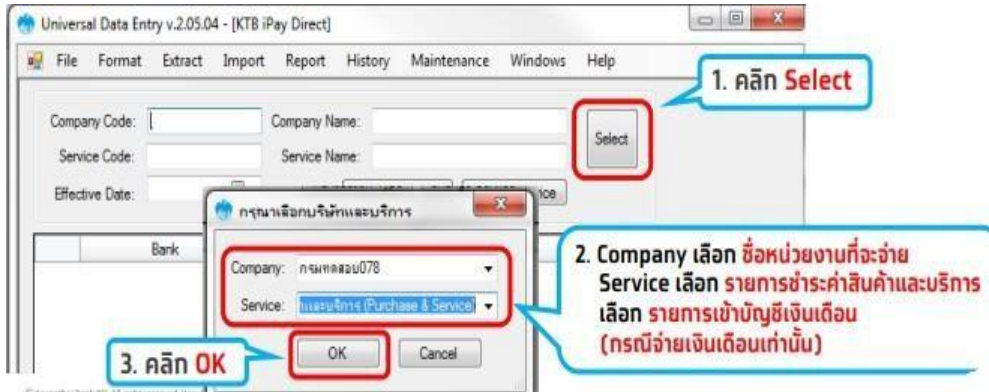 Universal Data Entry v.2.05.04 - [KTB iPay Direct]
File Format Extract Import Report History Maintenance Windows Help
1. คลิก Select
Company Code: Company Name:
Select
Service Code: Service Name:
Effective Date:
กรุณาเลือกบริษัทและบริการ
Bank
Company: กรมทดสอบ078
Service: และบริการ (Purchase & Service)
2. Company เลือก ชื่อหน่วยงานที่จะจ่าย
Service เลือก รายการชำระค่าสินค้าและบริการ
เลือก รายการเข้าบัญชีเงินเดือน
(กรณีจ่ายเงินเดือนเท่านั้น)
OK Cancel
3. คลิก OK